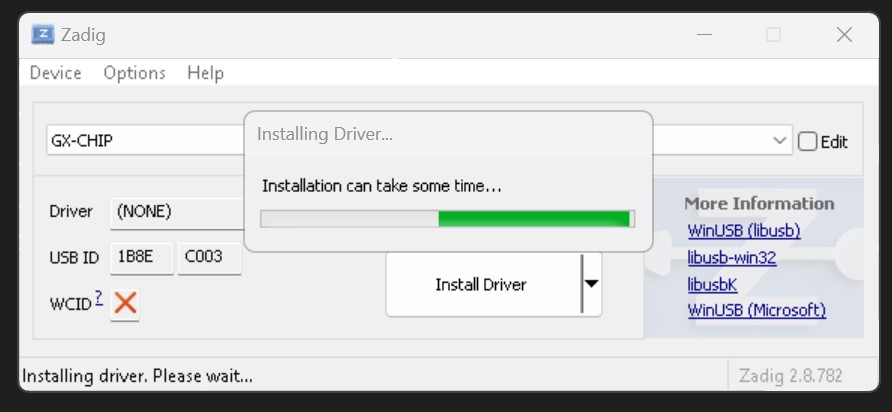 Zadig
Device Options Help
GX-CHIP
Edit
Installing Driver...
Installation can take some time...
Driver (NONE)
USB ID 1B8E C003
WCID ?
Install Driver
More Information
WinUSB (libusb)
libusb-win32
libusbK
WinUSB (Microsoft)
Installing driver. Please wait...
Zadig 2.8.782